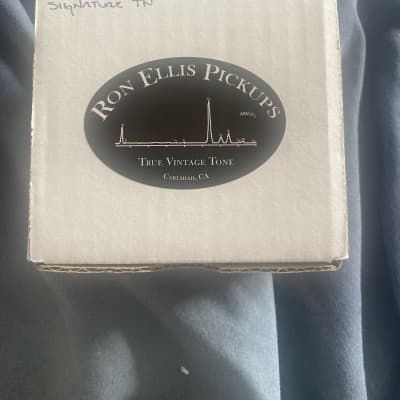 SIGNATURE TN
RON ELLIS PICKUPS
TRUE VINTAGE TONE
CARLSBAD, CA